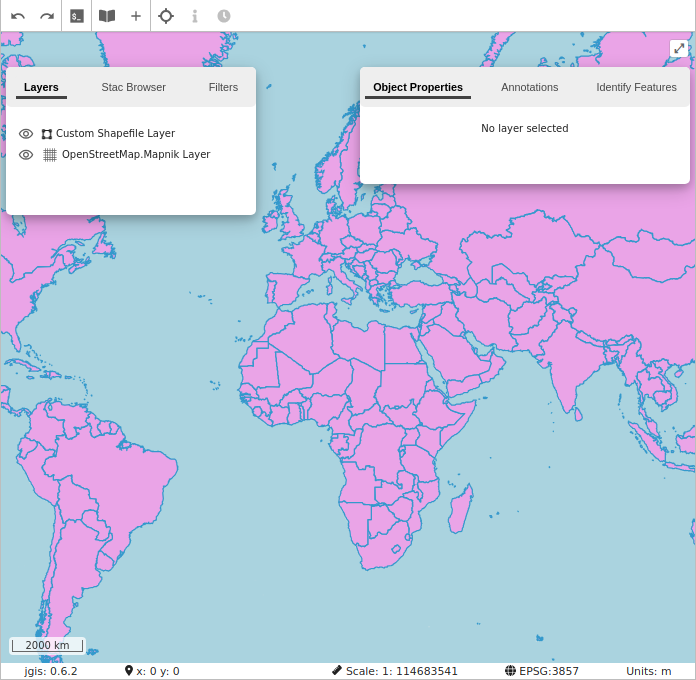 Layers Stac Browser Filters
Custom Shapefile Layer
OpenStreetMap.Mapnik Layer
Object Properties Annotations Identify Features
No layer selected
2000 km
jgis: 0.6.2 x: 0 y: 0 Scale: 1: 114683541 EPSG:3857 Units: m